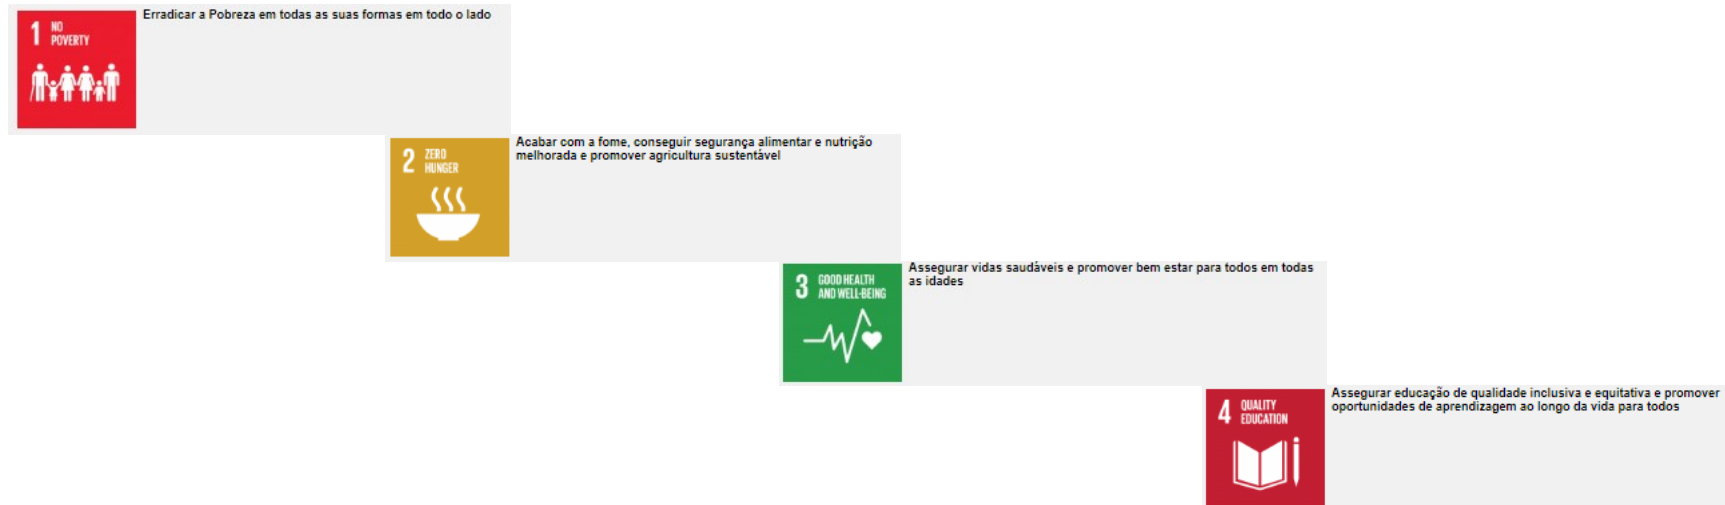 1 NO
POVERTY
Erradicar a Pobreza em todas as suas formas em todo o lado
2 ZERO
HUNGER
Acabar com a fome, conseguir segurança alimentar e nutrição
melhorada e promover agricultura sustentável
3 GOOD HEALTH
AND WELL-BEING
Assegurar vidas saudáveis e promover bem estar para todos em todas
as idades
4 QUALITY
EDUCATION
Assegurar educação de qualidade inclusiva e equitativa e promover
oportunidades de aprendizagem ao longo da vida para todos